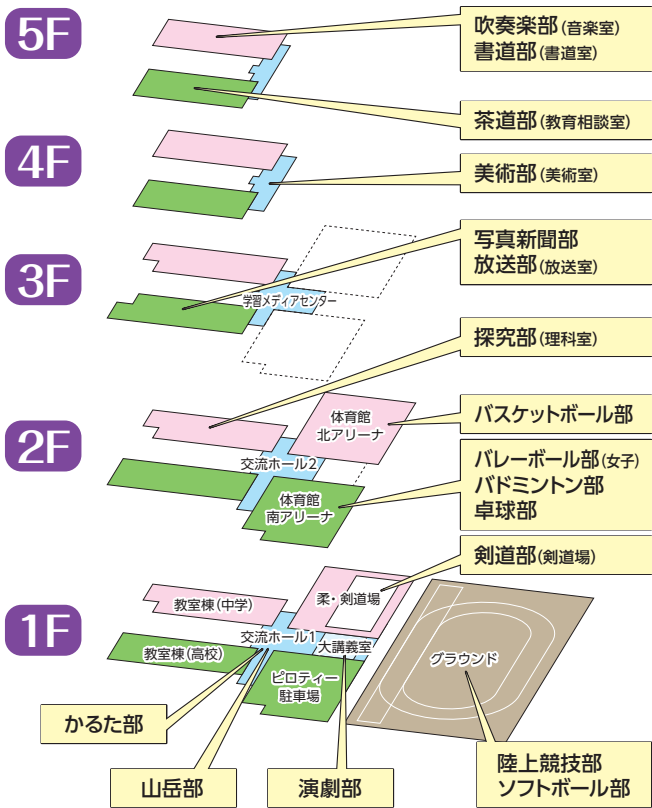 5F
吹奏楽部(音楽室)
書道部(書道室)
茶道部(教育相談室)
4F
美術部(美術室)
3F
写真新聞部
放送部(放送室)
学習メディアセンター
探究部(理科室)
2F
体育館
北アリーナ
バスケットボール部
交流ホール2
体育館
南アリーナ
バレーボール部(女子)
バドミントン部
卓球部
剣道部(剣道場)
1F
教室棟(中学)
柔・剣道場
交流ホール1
大講義室
教室棟(高校)
グラウンド
ピロティー
駐車場
かるた部
山岳部
演劇部
陸上競技部
ソフトボール部